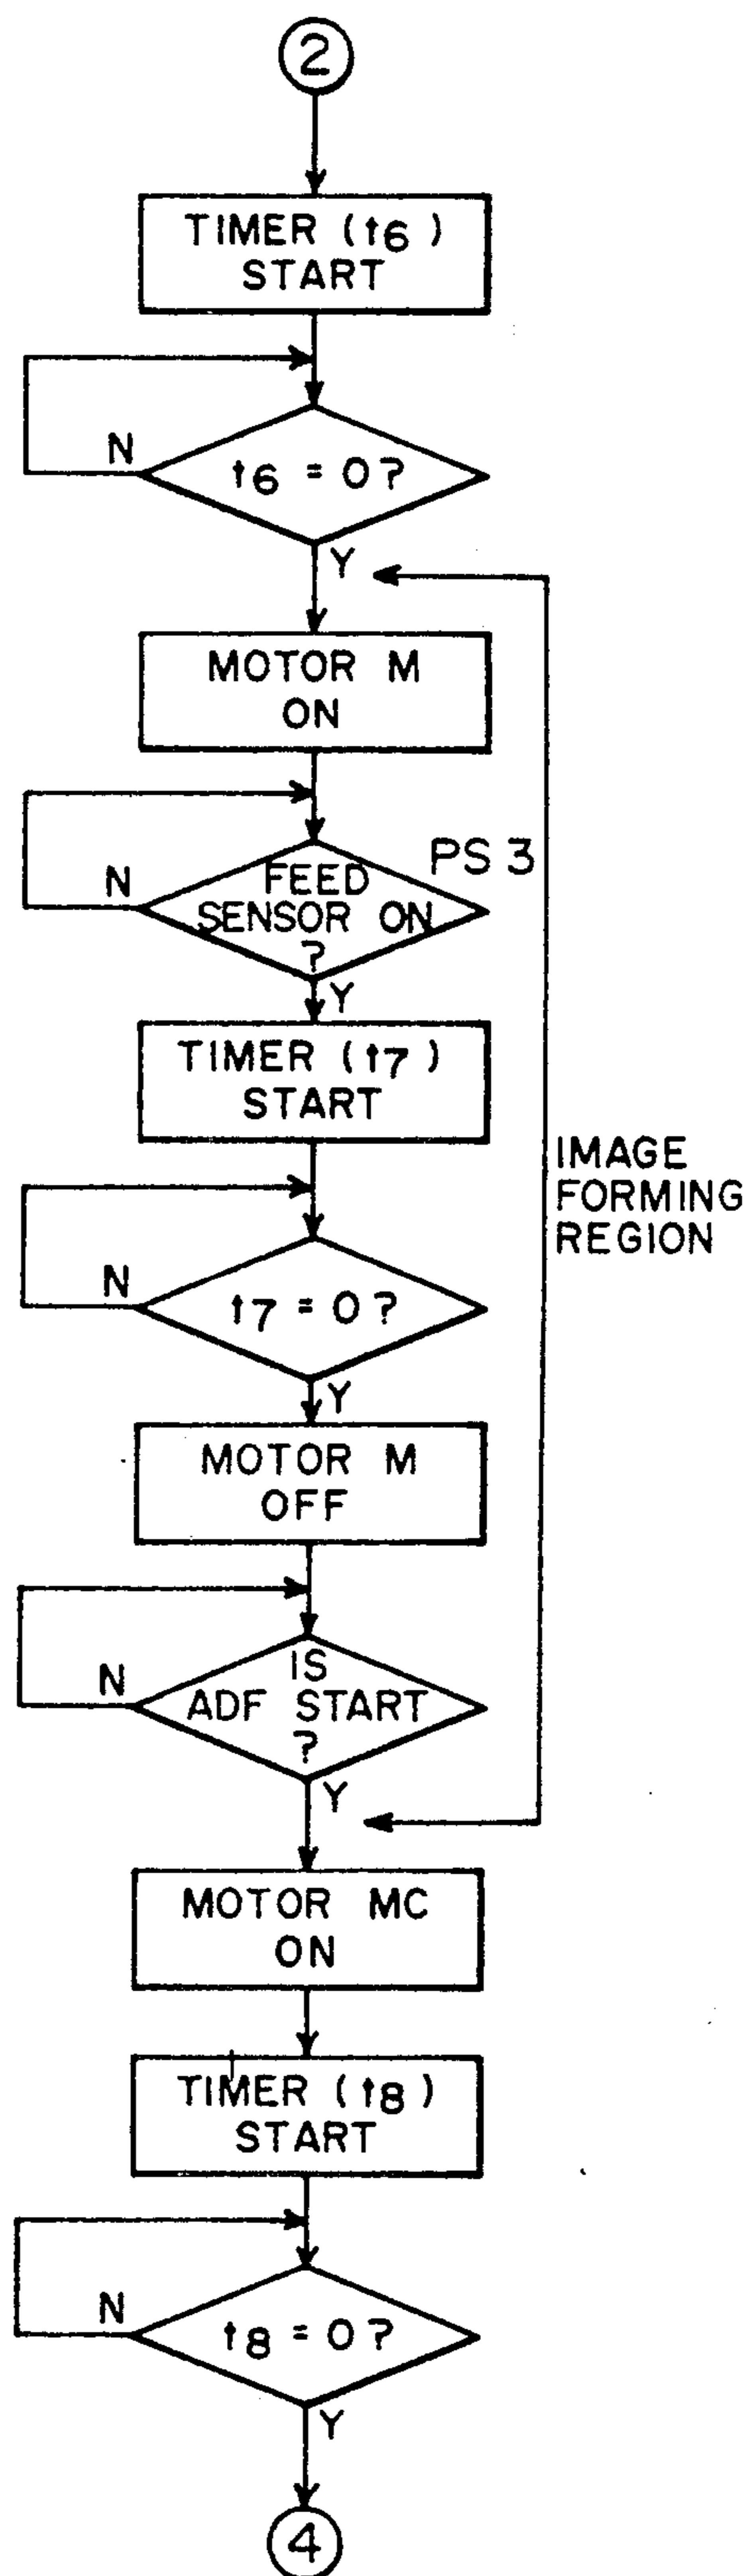 2
TIMER (t6)
START
N
t6 = 0?
Y
MOTOR M
ON
PS 3
N
FEED
SENSOR ON
?
Y
TIMER (t7)
START
IMAGE
FORMING
REGION
N
t7 = 0?
Y
MOTOR M
OFF
N
IS
ADF START
?
Y
MOTOR MC
ON
TIMER (t8)
START
N
t8 = 0?
Y
4